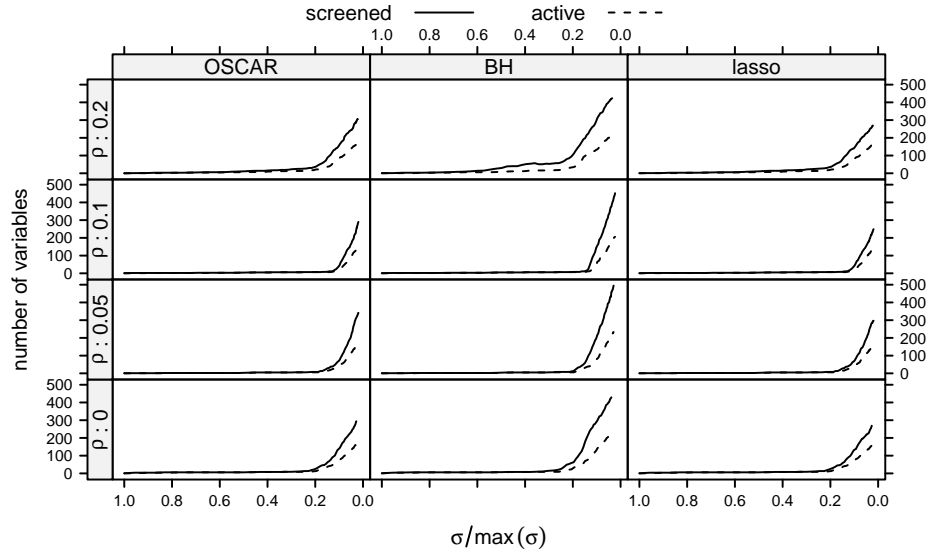 screened active
1.0 0.8 0.6 0.4 0.2 0.0
OSCAR BH lasso
ρ : 0.2
0 100 200 300 400 500
ρ : 0.1
0 100 200 300 400 500
ρ : 0.05
0 100 200 300 400 500
ρ : 0
0 100 200 300 400 500
number of variables
1.0 0.8 0.6 0.4 0.2 0.0 1.0 0.8 0.6 0.4 0.2 0.0
σ/max(σ)